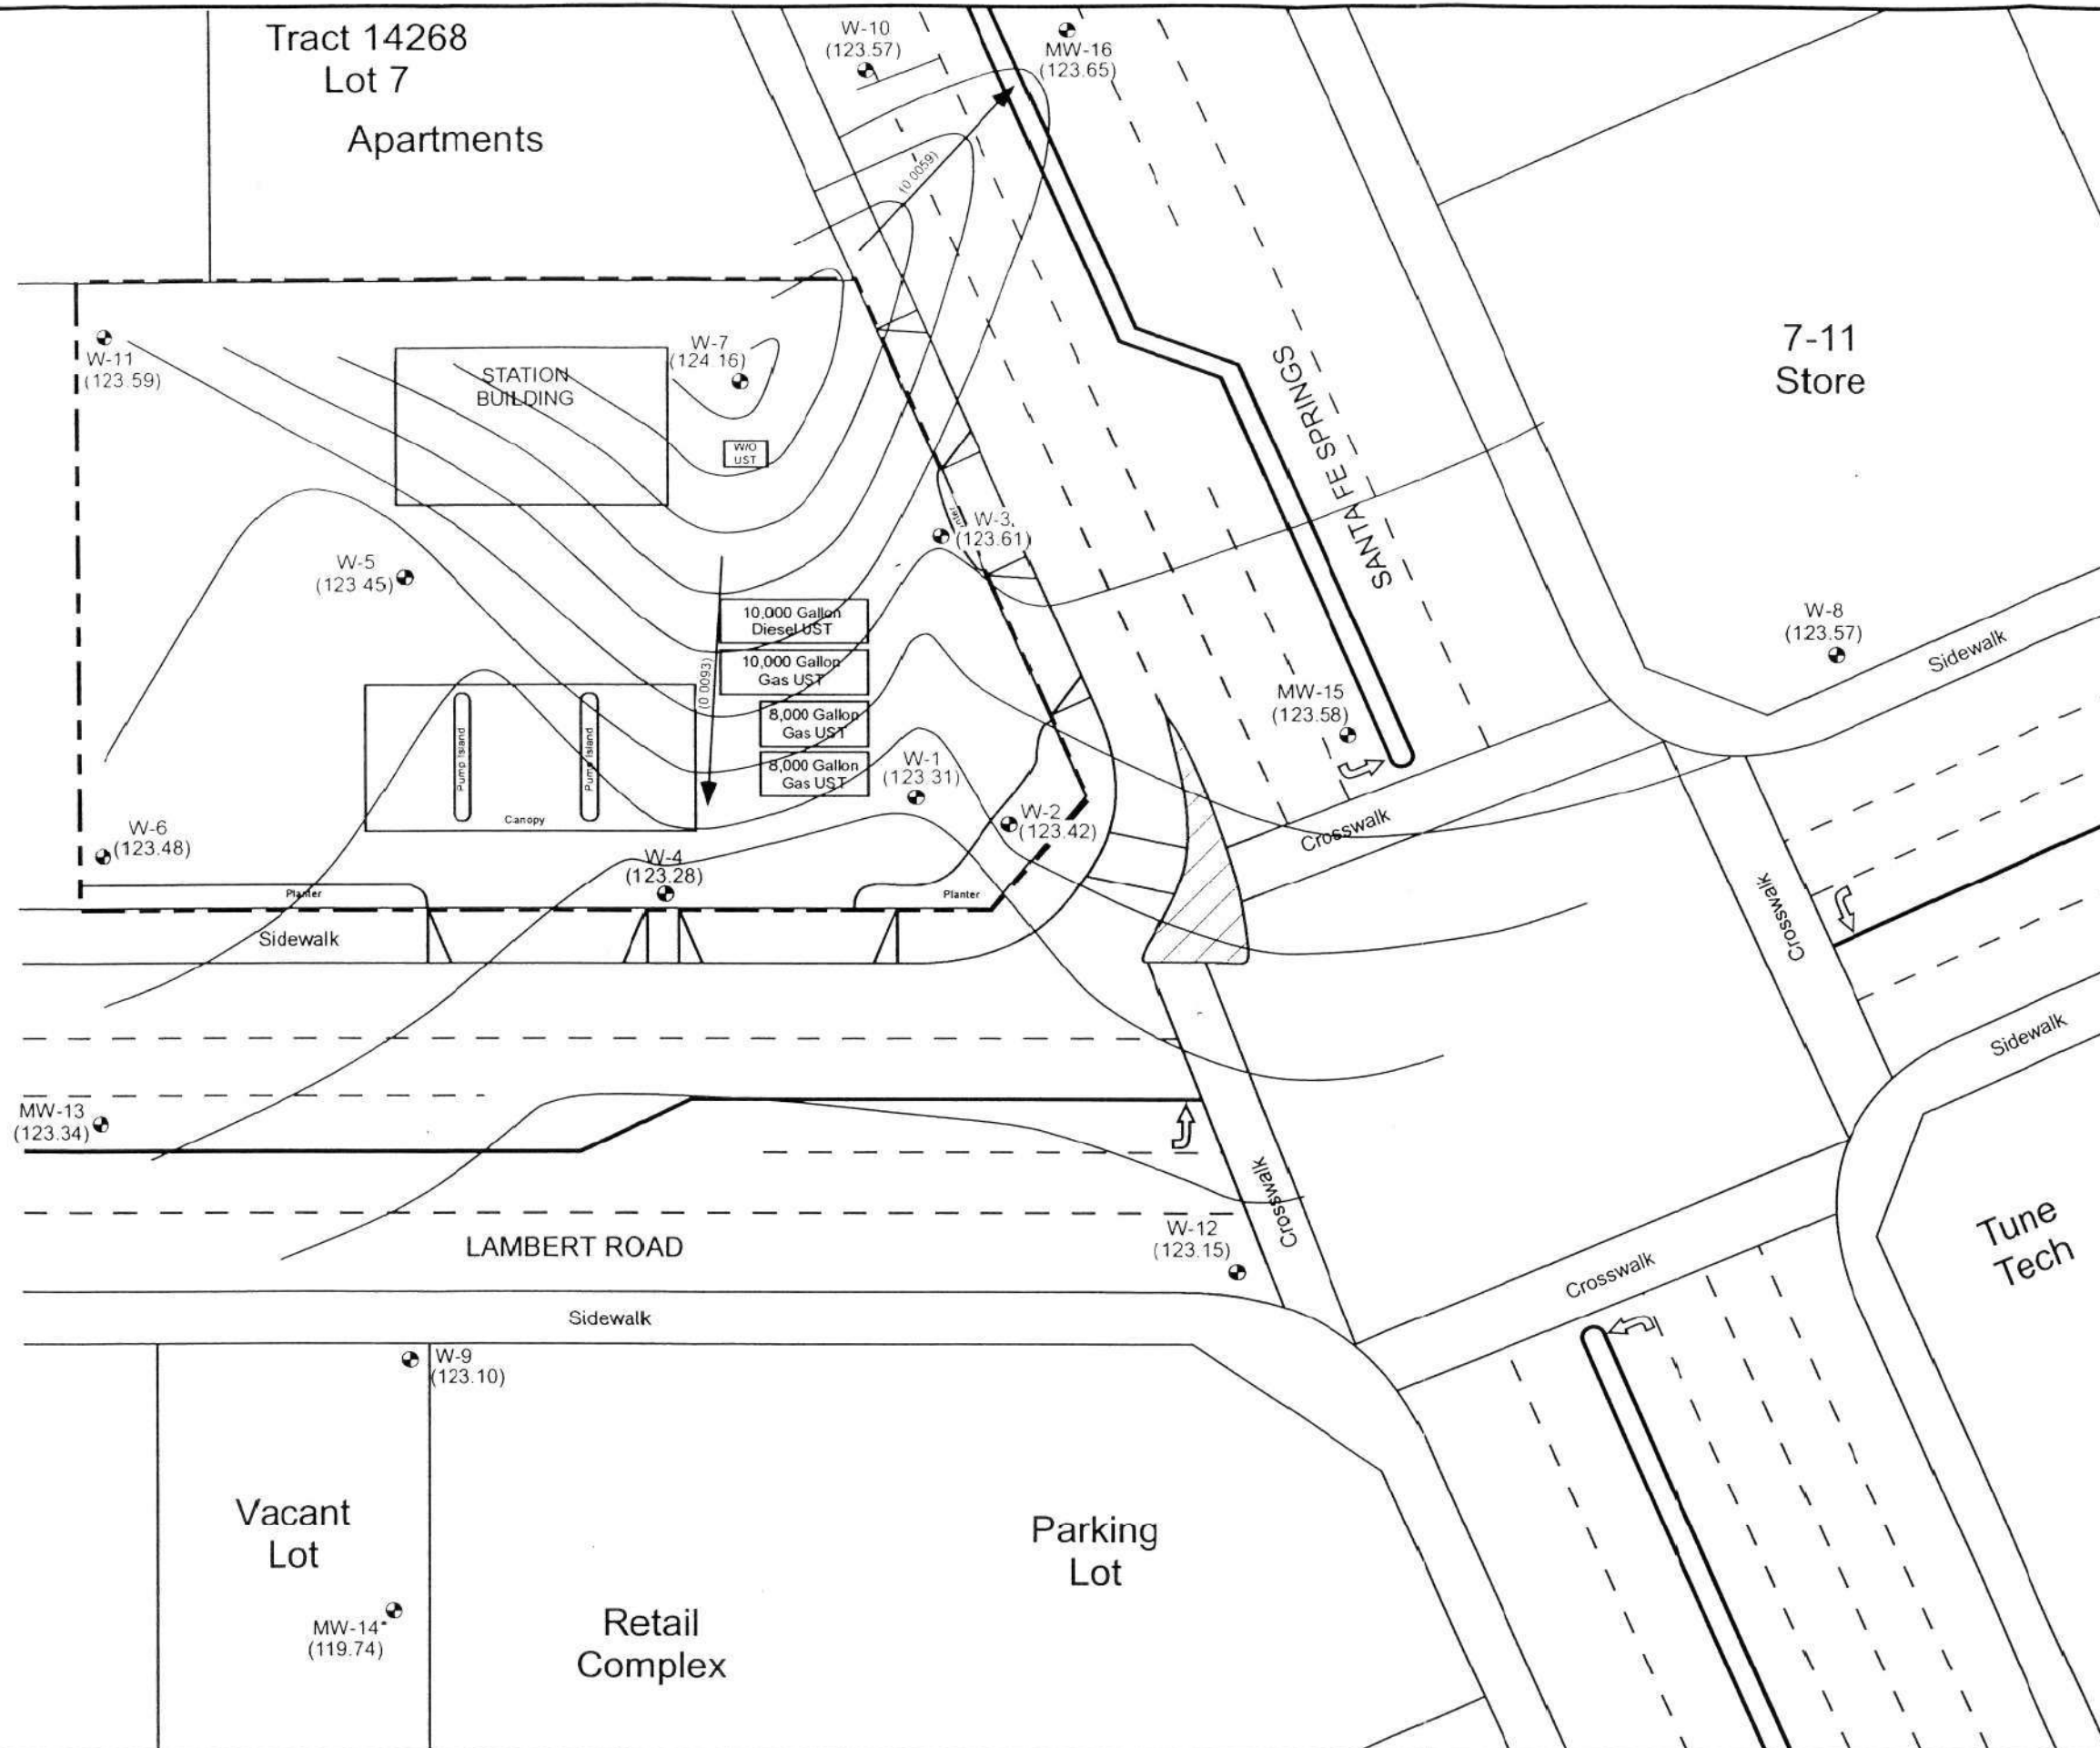 Tract 14268
Lot 7
Apartments
W-10
(123.57)
MW-16
(123.65)
(0 0059)
7-11
Store
W-11
(123.59)
STATION
BUILDING
W-7
(124 16)
W/O
UST
SANTA FE SPRINGS
W-3
(123.61)
W-5
(123 45)
10,000 Gallon
Diesel UST
10,000 Gallon
Gas UST
8,000 Gallon
Gas UST
8,000 Gallon
Gas UST
(0 0093)
W-8
(123.57)
Sidewalk
MW-15
(123.58)
Pump Island
Pump Island
Canopy
W-1
(123 31)
W-2
(123.42)
Crosswalk
W-6
(123.48)
W-4
(123.28)
Planter
Planter
Sidewalk
Crosswalk
Sidewalk
MW-13
(123.34)
Crosswalk
LAMBERT ROAD
W-12
(123.15)
Tune
Tech
Crosswalk
Sidewalk
W-9
(123.10)
Vacant
Lot
Parking
Lot
MW-14*
(119.74)
Retail
Complex